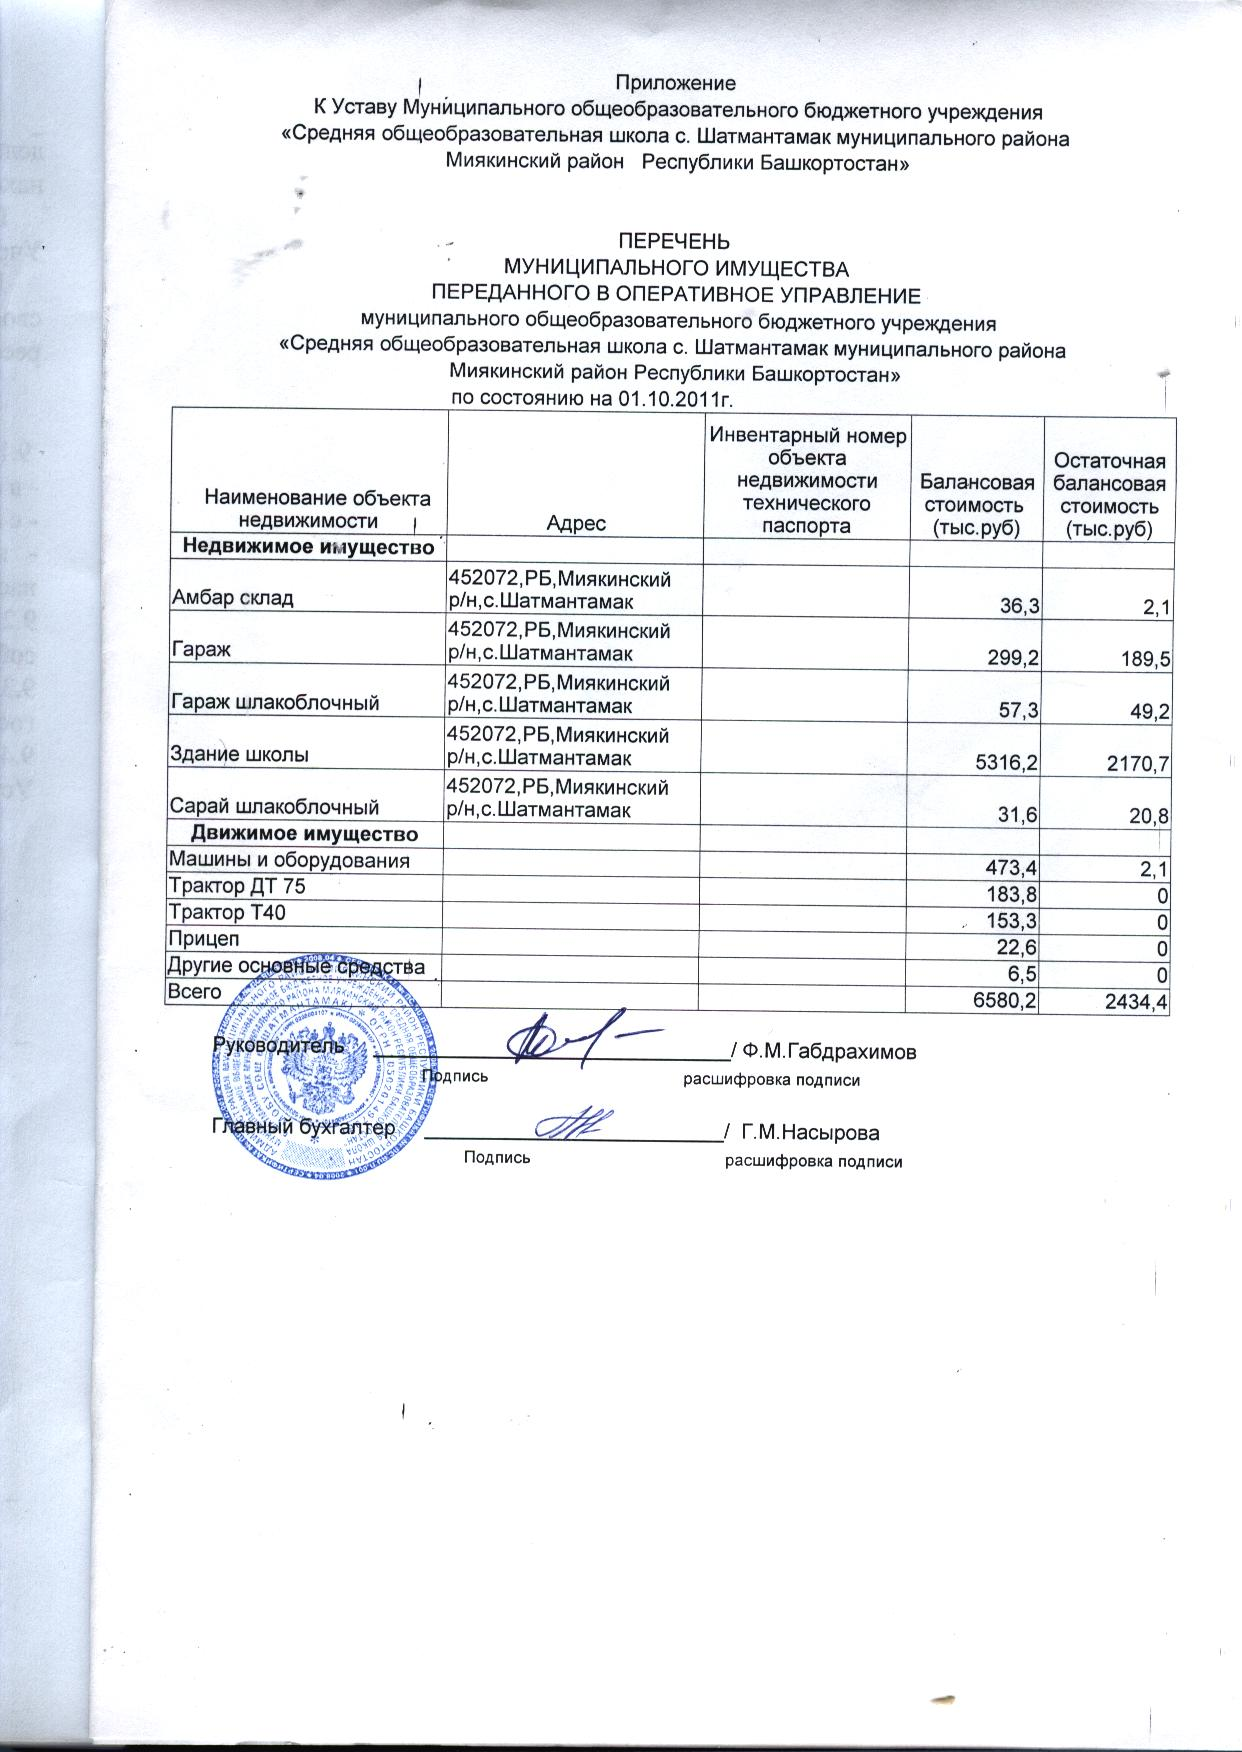 Приложение
К Уставу Муниципального общеобразовательного бюджетного учреждения
«Средняя общеобразовательная школа с. Шатмантамак муниципального района
Миякинский район Республики Башкортостан»
ПЕРЕЧЕНЬ
МУНИЦИПАЛЬНОГО ИМУЩЕСТВА
ПЕРЕДАННОГО В ОПЕРАТИВНОЕ УПРАВЛЕНИЕ
муниципального общеобразовательного бюджетного учреждения
«Средняя общеобразовательная школа с. Шатмантамак муниципального района
Миякинский район Республики Башкортостан»
по состоянию на 01.10.2011г.
Наименование объекта
недвижимости
Адрес
Инвентарный номер
объекта
недвижимости
технического
паспорта
Балансовая
стоимость
(тыс.руб)
Остаточная
балансовая
стоимость
(тыс.руб)
Недвижимое имущество
Амбар склад
452072,РБ,Миякинский
р/н,с.Шатмантамак
36,3
2,1
Гараж
452072,РБ,Миякинский
р/н,с.Шатмантамак
299,2
189,5
Гараж шлакоблочный
452072,РБ,Миякинский
р/н,с.Шатмантамак
57,3
49,2
Здание школы
452072,РБ,Миякинский
р/н,с.Шатмантамак
5316,2
2170,7
Сарай шлакоблочный
452072,РБ,Миякинский
р/н,с.Шатмантамак
31,6
20,8
Движимое имущество
Машины и оборудования 473,4 2,1
Трактор ДТ 75 183,8 0
Трактор Т40 153,3 0
Прицеп 22,6 0
Другие основные средства 6,5 0
Всего 6580,2 2434,4
Руководитель / Ф.М.Габдрахимов
Подпись расшифровка подписи
Главный бухгалтер / Г.М.Насырова
Подпись расшифровка подписи